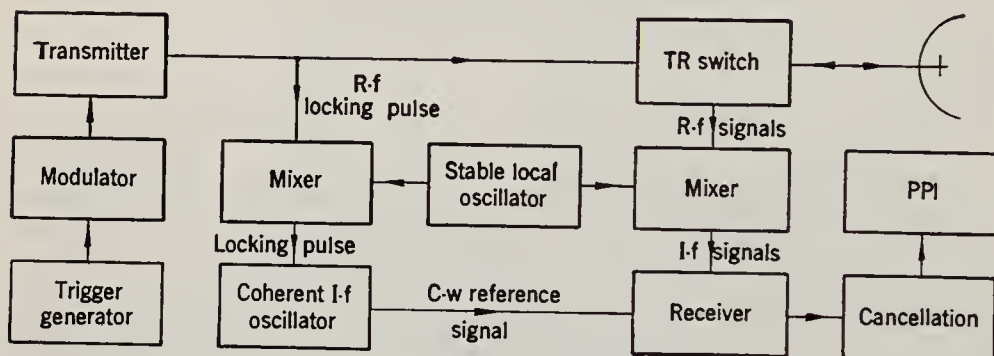 Transmitter
TR switch
R-f
locking pulse
R-f signals
Modulator
Mixer
Stable local
oscillator
Mixer
PPI
Locking pulse
I-f signals
Trigger
generator
Coherent I-f
oscillator
C-w reference
signal
Receiver
Cancellation